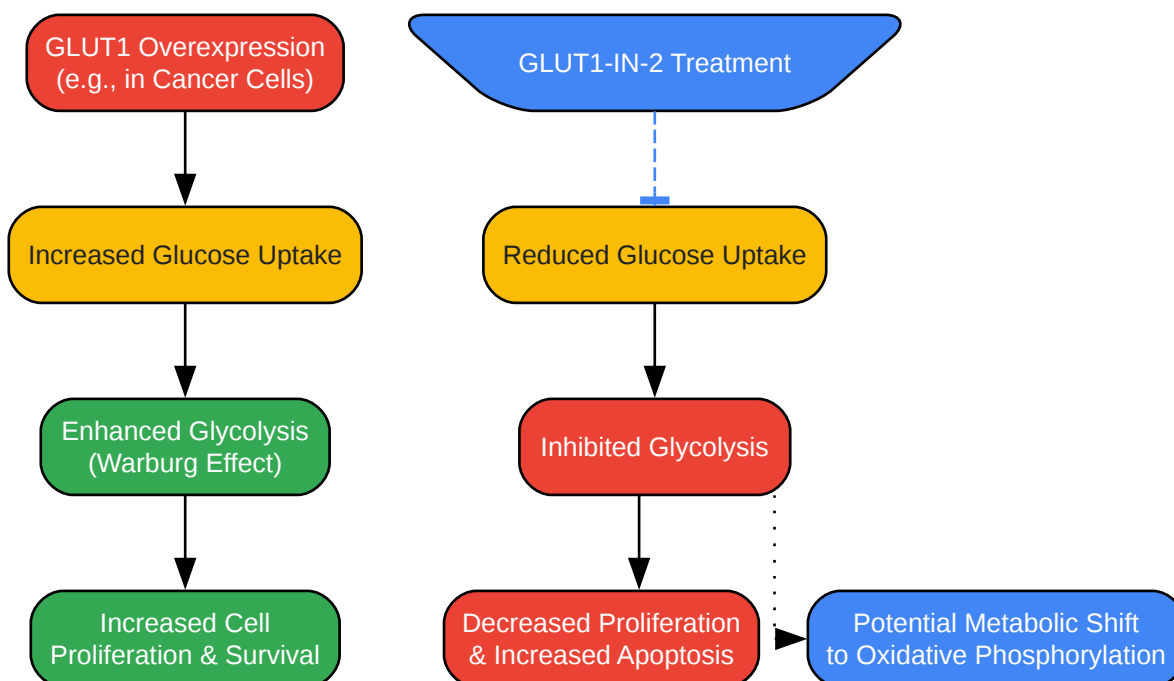 GLUT1 Overexpression
(e.g., in Cancer Cells)
GLUT1-IN-2 Treatment
Increased Glucose Uptake
Reduced Glucose Uptake
Enhanced Glycolysis
(Warburg Effect)
Inhibited Glycolysis
Increased Cell
Proliferation & Survival
Decreased Proliferation
& Increased Apoptosis
Potential Metabolic Shift
to Oxidative Phosphorylation